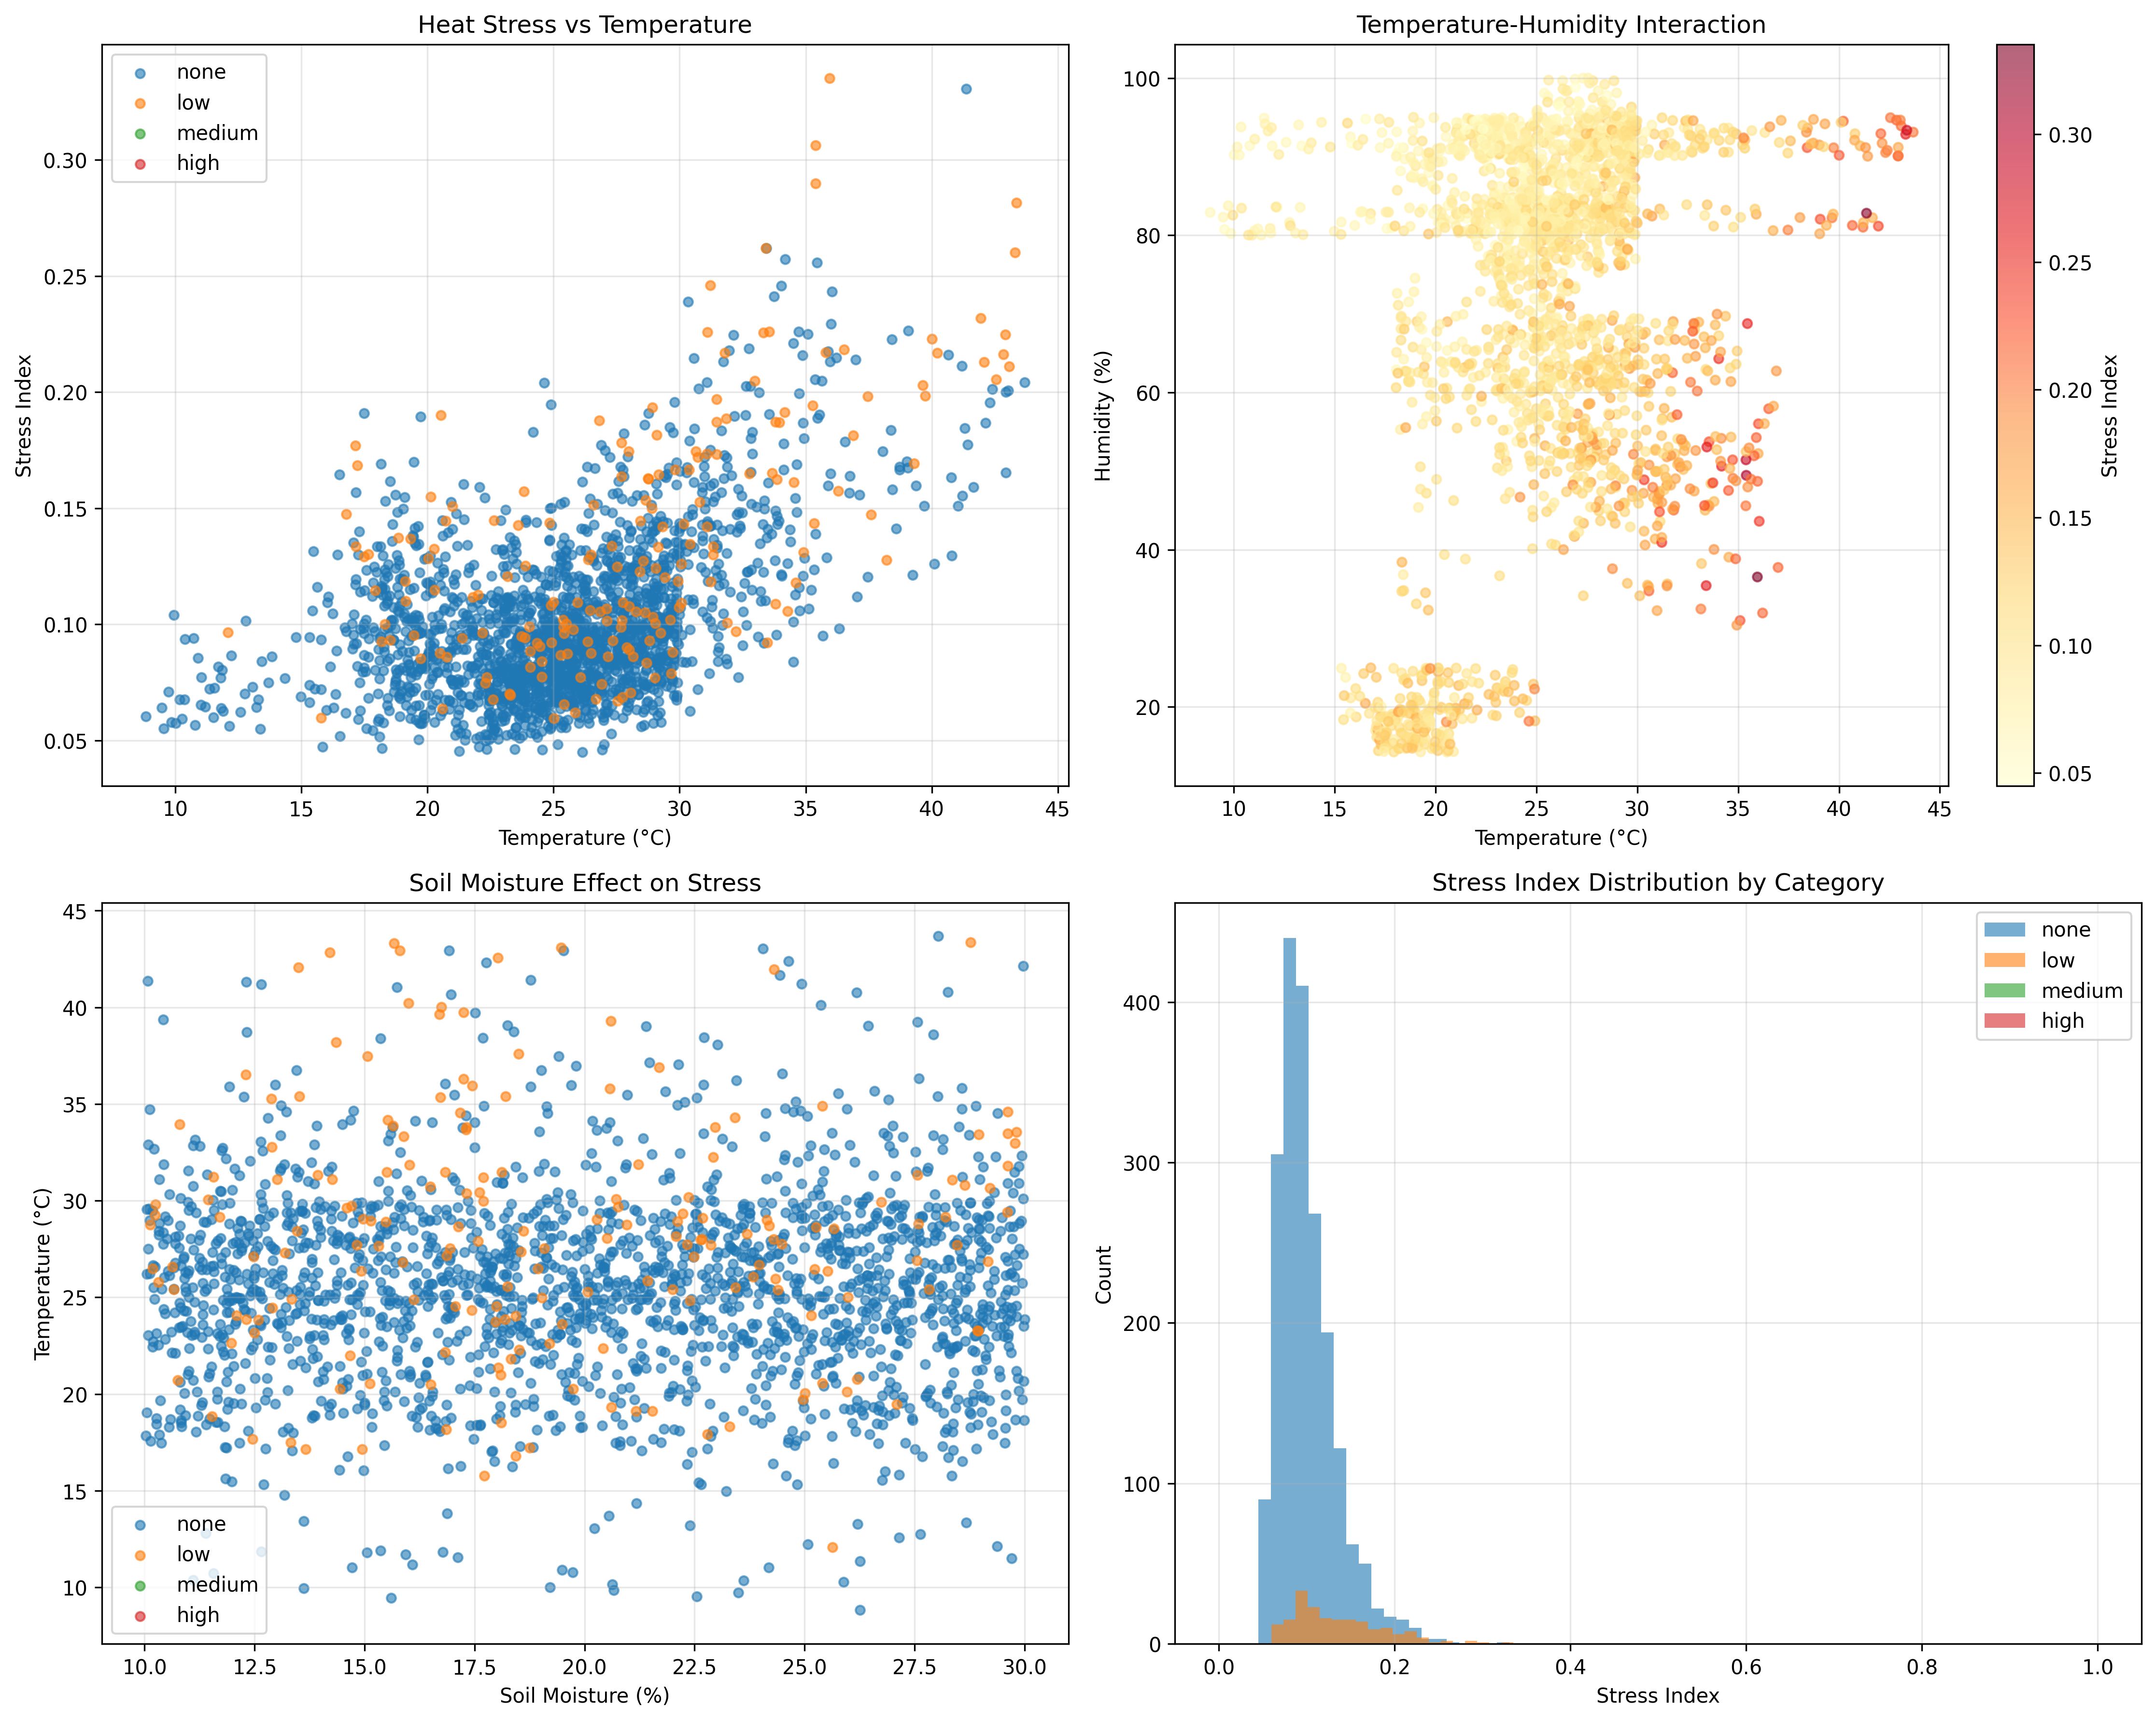 Heat Stress vs Temperature
none
low
medium
high
0.30
0.25
0.20
0.15
0.10
0.05
Stress Index
10 15 20 25 30 35 40 45
Temperature (°C)
Temperature-Humidity Interaction
100
80
60
40
20
Humidity (%)
10 15 20 25 30 35 40 45
Temperature (°C)
0.30
0.25
0.20
0.15
0.10
0.05
Stress Index
Soil Moisture Effect on Stress
45
40
35
30
25
20
15
10
Temperature (°C)
none
low
medium
high
10.0 12.5 15.0 17.5 20.0 22.5 25.0 27.5 30.0
Soil Moisture (%)
Stress Index Distribution by Category
none
low
medium
high
400
300
200
100
0
Count
0.0 0.2 0.4 0.6 0.8 1.0
Stress Index